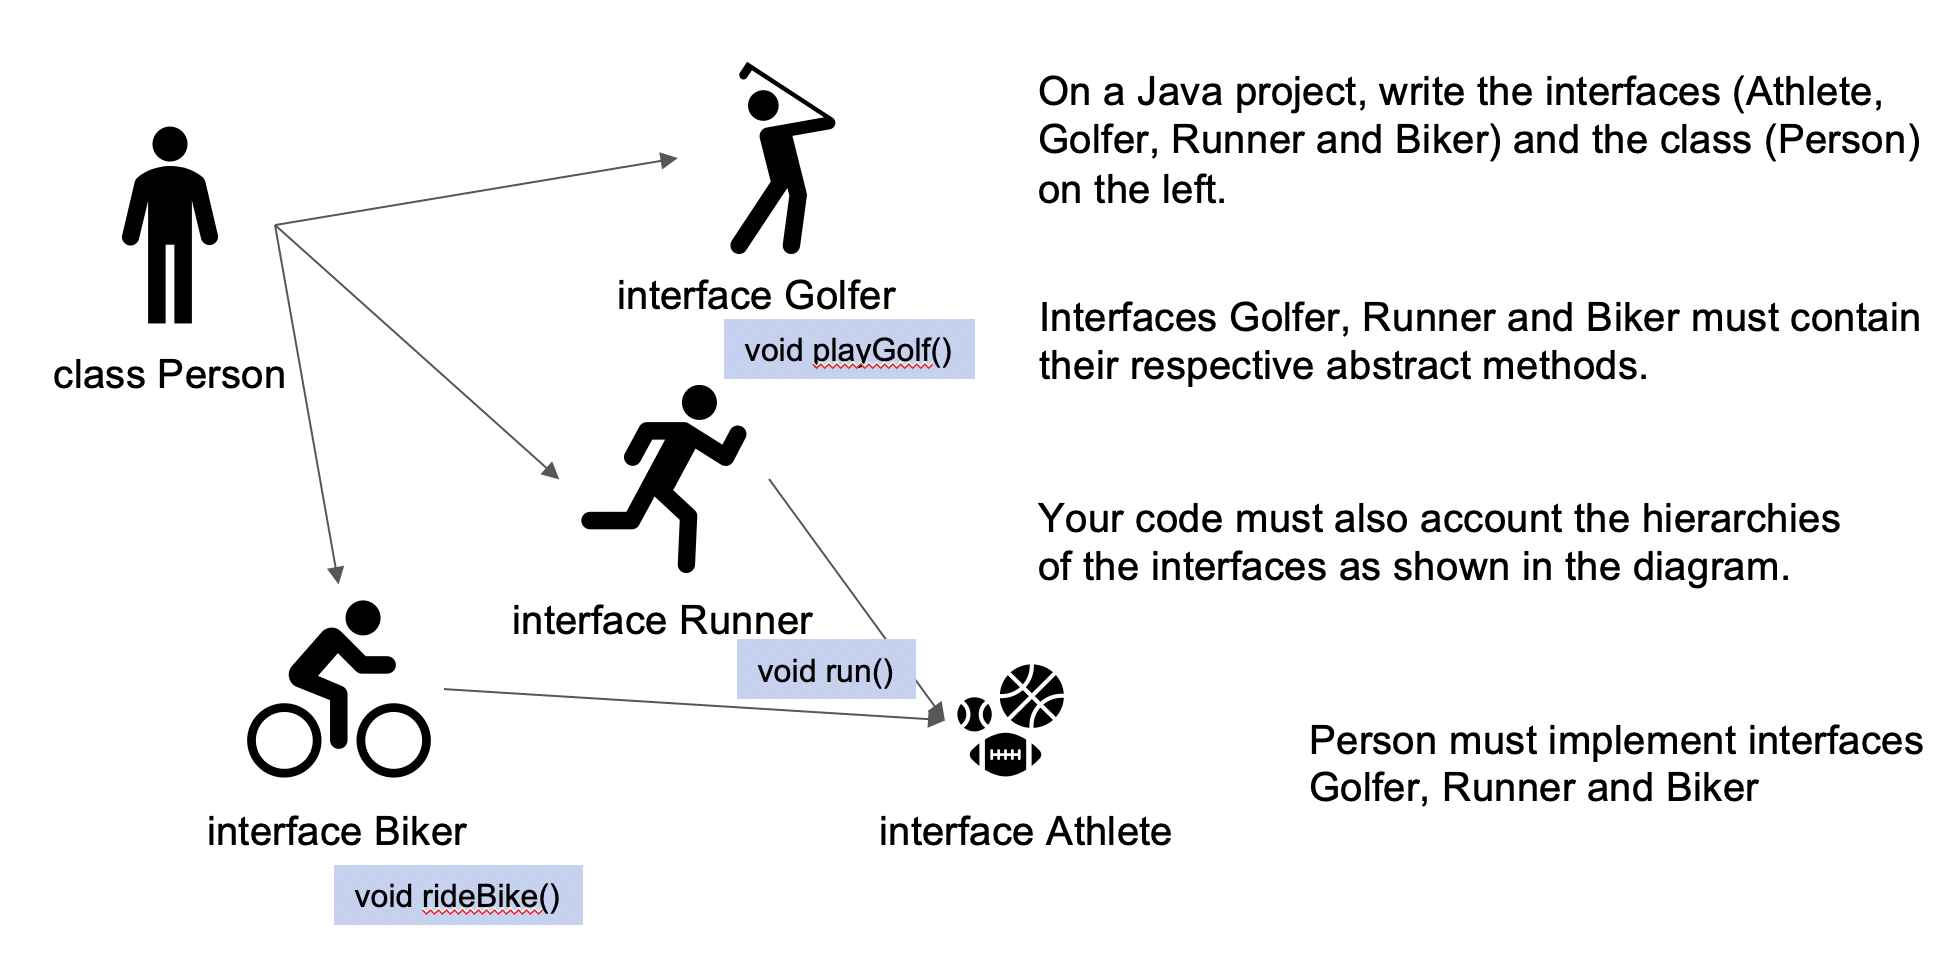 On a Java project, write the interfaces (Athlete,
Golfer, Runner and Biker) and the class (Person)
on the left.
interface Golfer
void playGolf()
Interfaces Golfer, Runner and Biker must contain
their respective abstract methods.
class Person
Your code must also account the hierarchies
of the interfaces as shown in the diagram.
interface Runner
void run()
Person must implement interfaces
Golfer, Runner and Biker
interface Biker
interface Athlete
void rideBike()